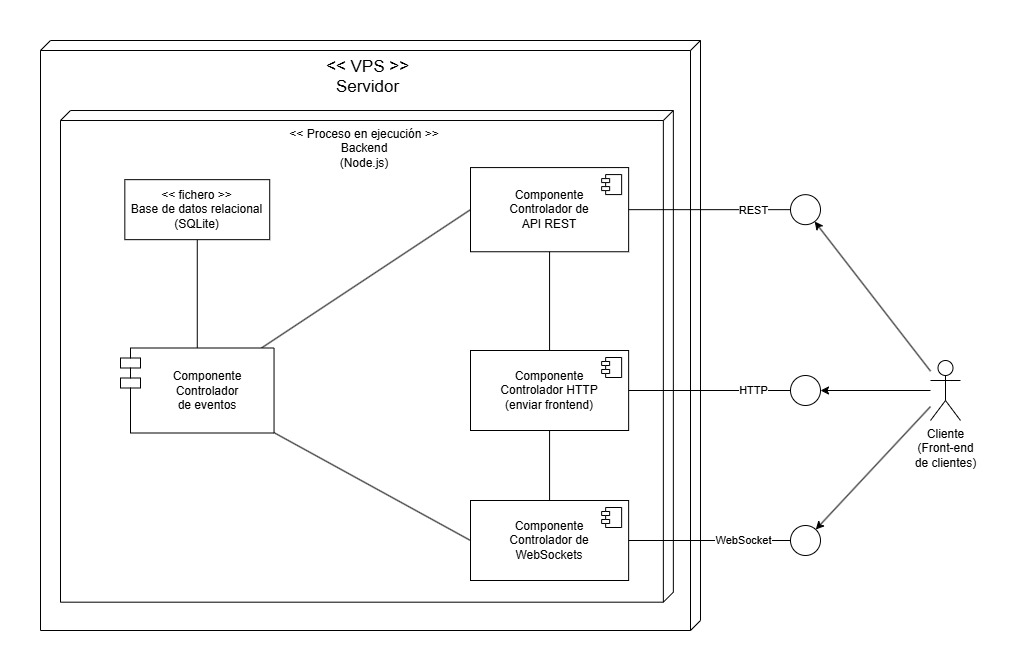 << VPS >>
Servidor
<< Proceso en ejecución >>
Backend
(Node.js)
<< fichero >>
Base de datos relacional
(SQLite)
Componente
Controlador de
API REST
REST
Componente
Controlador
de eventos
Componente
Controlador HTTP
(enviar frontend)
HTTP
Cliente
(Front-end
de clientes)
Componente
Controlador de
WebSockets
WebSocket